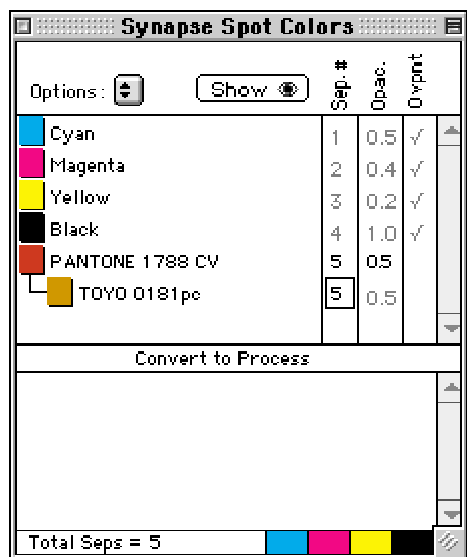 Synapse Spot Colors
Options: Show Sep. # Opac. Ovpnt
Cyan 1 0.5 √
Magenta 2 0.4 √
Yellow 3 0.2 √
Black 4 1.0 √
PANTONE 1788 CV 5 0.5
TOYO 0181pc 5 0.5
Convert to Process
Total Seps = 5